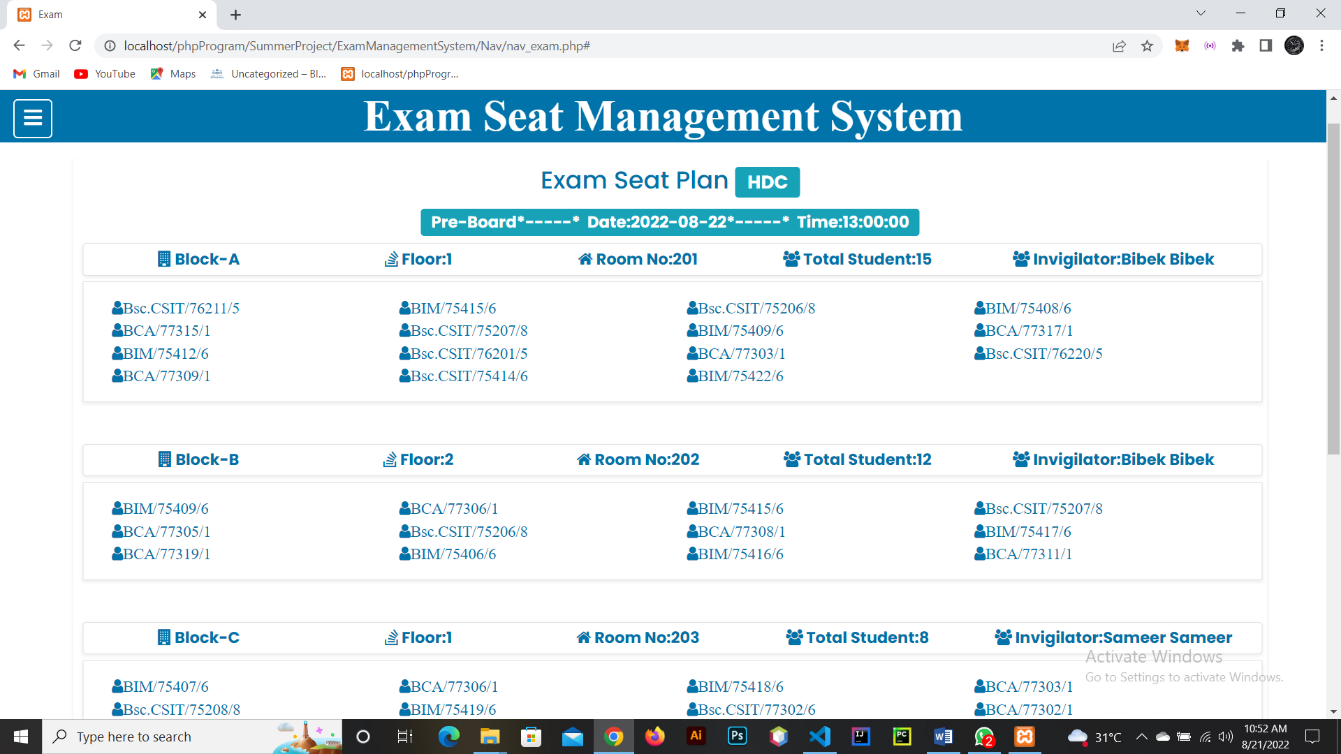 Exam
localhost/phpProgram/SummerProject/ExamManagementSystem/Nav/nav_exam.php#
Gmail YouTube Maps Uncategorized – Bl... localhost/phpProgr...
Exam Seat Management System
Exam Seat Plan HDC
Pre-Board*-----* Date:2022-08-22*-----* Time:13:00:00
Block-A Floor:1 Room No:201 Total Student:15 Invigilator:Bibek Bibek
Bsc.CSIT/76211/5 BIM/75415/6 Bsc.CSIT/75206/8 BIM/75408/6
BCA/77315/1 Bsc.CSIT/75207/8 BIM/75409/6 BCA/77317/1
BIM/75412/6 Bsc.CSIT/76201/5 BCA/77303/1 Bsc.CSIT/76220/5
BCA/77309/1 Bsc.CSIT/75414/6 BIM/75422/6
Block-B Floor:2 Room No:202 Total Student:12 Invigilator:Bibek Bibek
BIM/75409/6 BCA/77306/1 BIM/75415/6 Bsc.CSIT/75207/8
BCA/77305/1 Bsc.CSIT/75206/8 BCA/77308/1 BIM/75417/6
BCA/77319/1 BIM/75406/6 BIM/75416/6 BCA/77311/1
Block-C Floor:1 Room No:203 Total Student:8 Invigilator:Sameer Sameer
BIM/75407/6 BCA/77306/1 BIM/75418/6 BCA/77303/1
Bsc.CSIT/75208/8 BIM/75419/6 Bsc.CSIT/77302/6 BCA/77302/1
Activate Windows
Go to Settings to activate Windows.
Type here to search
Ai Ps IJ PC W 2
31°C
10:52 AM
8/21/2022